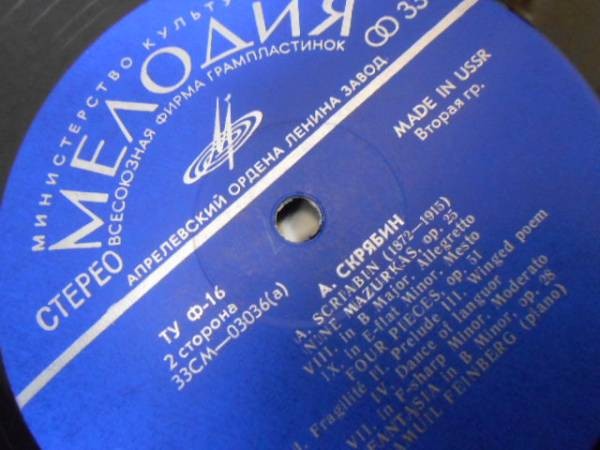 МИНИСТЕРСТВО КУЛЬТУ
МЕЛОДИЯ
ВСЕСОЮЗНАЯ ФИРМА ГРАМПЛАСТИНОК
33
СТЕРЕО
АПРЕЛЕВСКИЙ ОРДЕНА ЛЕНИНА ЗАВОД
MADE IN USSR
Вторая гр.
ТУ Ф-16
2 сторона
33СМ—03036(а)
А. СКРЯБИН
A. SCRIABIN (1872—1915)
NINE MAZURKAS, op. 25
VIII. in B Major. Allegretto
IX. in E-flat Minor. Mesto
FOUR PIECES, op. 51
I. Fragilité II. Prelude III. Winged poem
IV. Dance of languor
VII. in F-sharp Minor. Moderato
FANTASIA in B Minor, op. 28
SAMUIL FEINBERG (piano)